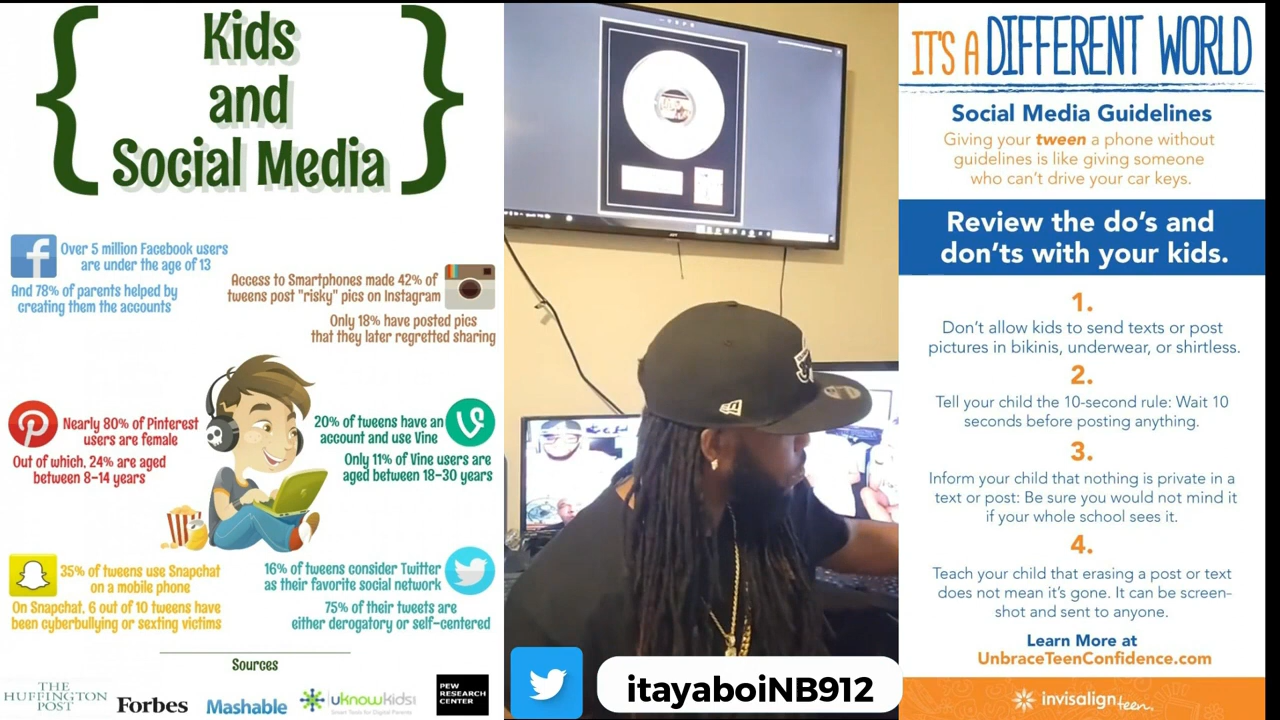 Kids
and
Social Media
Over 5 million Facebook users
are under the age of 13
And 78% of parents helped by
creating them the accounts
Access to Smartphones made 42% of
tweens post "risky" pics on Instagram
Only 18% have posted pics
that they later regretted sharing
Nearly 80% of Pinterest
users are female
Out of which, 24% are aged
between 8-14 years
20% of tweens have an
account and use Vine
Only 11% of Vine users are
aged between 18-30 years
35% of tweens use Snapchat
on a mobile phone
On Snapchat, 6 out of 10 tweens have
been cyberbullying or sexting victims
16% of tweens consider Twitter
as their favorite social network
75% of their tweets are
either derogatory or self-centered
Sources
THE
HUFFINGTON
POST
Forbes
Mashable
uknowkids
Smart Tools for Digital Parents
PEW
RESEARCH
CENTER
itayaboiNB912
IT'S A DIFFERENT WORLD
Social Media Guidelines
Giving your tween a phone without
guidelines is like giving someone
who can't drive your car keys.
Review the do's and
don'ts with your kids.
1.
Don't allow kids to send texts or post
pictures in bikinis, underwear, or shirtless.
2.
Tell your child the 10-second rule: Wait 10
seconds before posting anything.
3.
Inform your child that nothing is private in a
text or post: Be sure you would not mind it
if your whole school sees it.
4.
Teach your child that erasing a post or text
does not mean it's gone. It can be screen-
shot and sent to anyone.
Learn More at
UnbraceTeenConfidence.com
invisalign teen